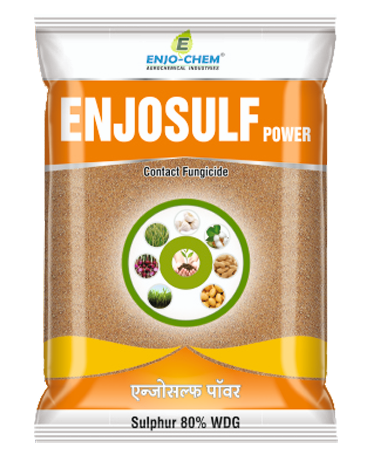 E
ENJO-CHEM®
AGROCHEMICAL INDUSTRIES
ENJOSULF POWER
Contact Fungicide
एन्जोसल्फ पॉवर
Sulphur 80% WDG